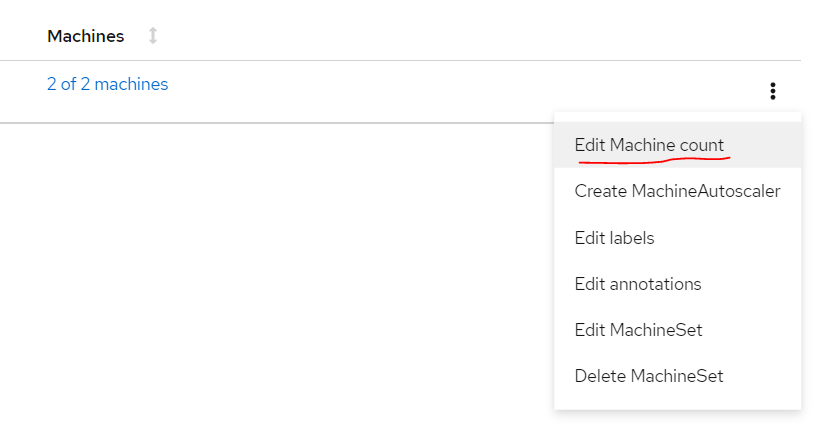 Machines
2 of 2 machines
Edit Machine count
Create MachineAutoscaler
Edit labels
Edit annotations
Edit MachineSet
Delete MachineSet